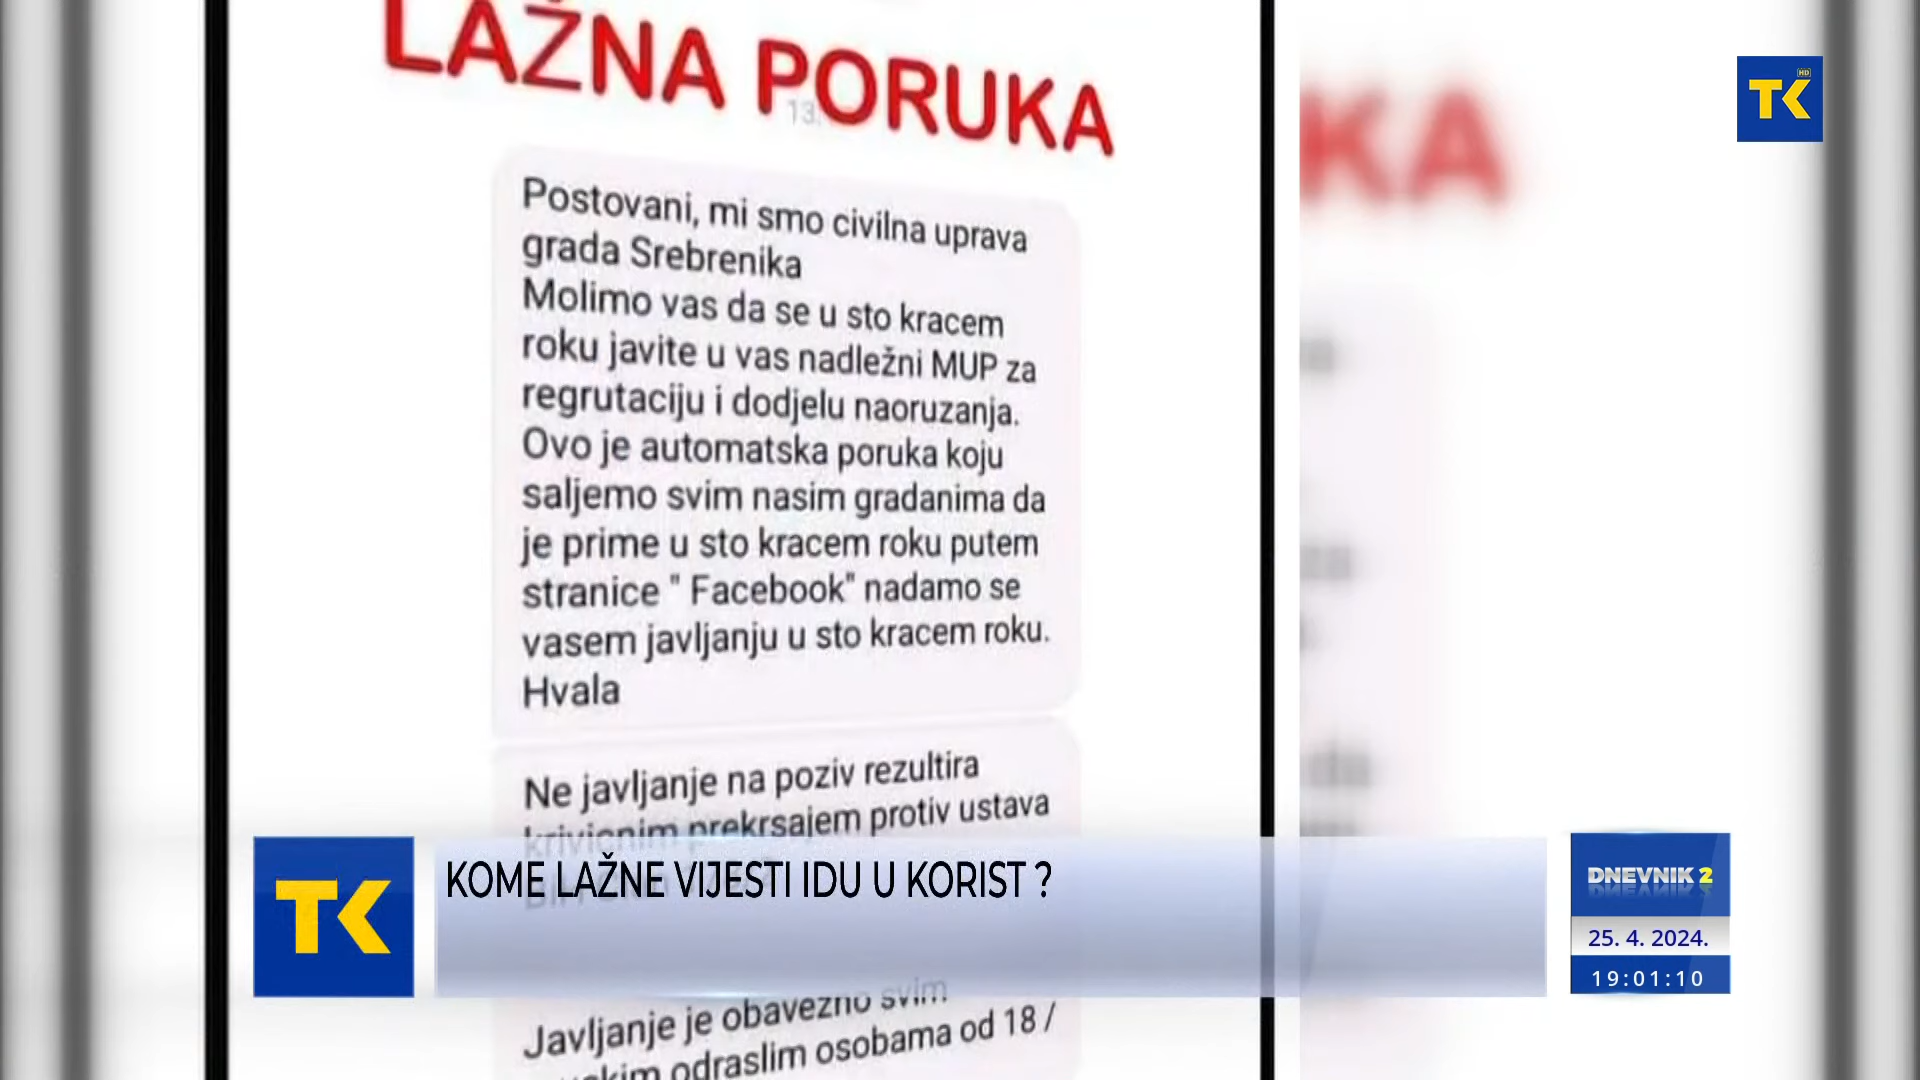 LAŽNA PORUKA
13.
KA
TK HD
Postovani, mi smo civilna uprava
grada Srebrenika
Molimo vas da se u sto kracem
roku javite u vas nadležni MUP za
regrutaciju i dodjelu naoruzanja.
Ovo je automatska poruka koju
saljemo svim nasim gradanima da
je prime u sto kracem roku putem
stranice " Facebook" nadamo se
vasem javljanju u sto kracem roku.
Hvala
Ne javljanje na poziv rezultira
krivicnim prekrsajem protiv ustava
TK
KOME LAŽNE VIJESTI IDU U KORIST ?
DNEVNIK 2
25. 4. 2024.
19:01:10
Javljanje je obavezno svim
odraslim osobama od 18 /